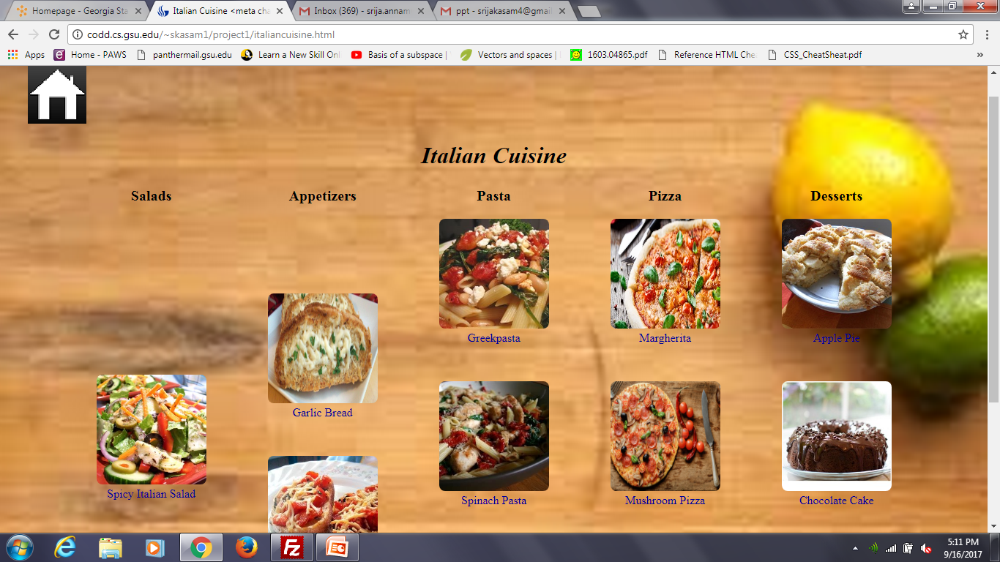 Homepage - Georgia Sta
Italian Cuisine <meta cha
Inbox (369) - srija.annam
ppt - srijakasam4@gmai
codd.cs.gsu.edu/~skasam1/project1/italiancuisine.html
Apps
Home - PAWS
panthermail.gsu.edu
Learn a New Skill Onl
Basis of a subspace |
Vectors and spaces |
1603.04865.pdf
Reference HTML Che
CSS_CheatSheat.pdf
Italian Cuisine
Salads
Appetizers
Pasta
Pizza
Desserts
Greekpasta
Margherita
Apple Pie
Garlic Bread
Spicy Italian Salad
Spinach Pasta
Mushroom Pizza
Chocolate Cake
5:11 PM
9/16/2017